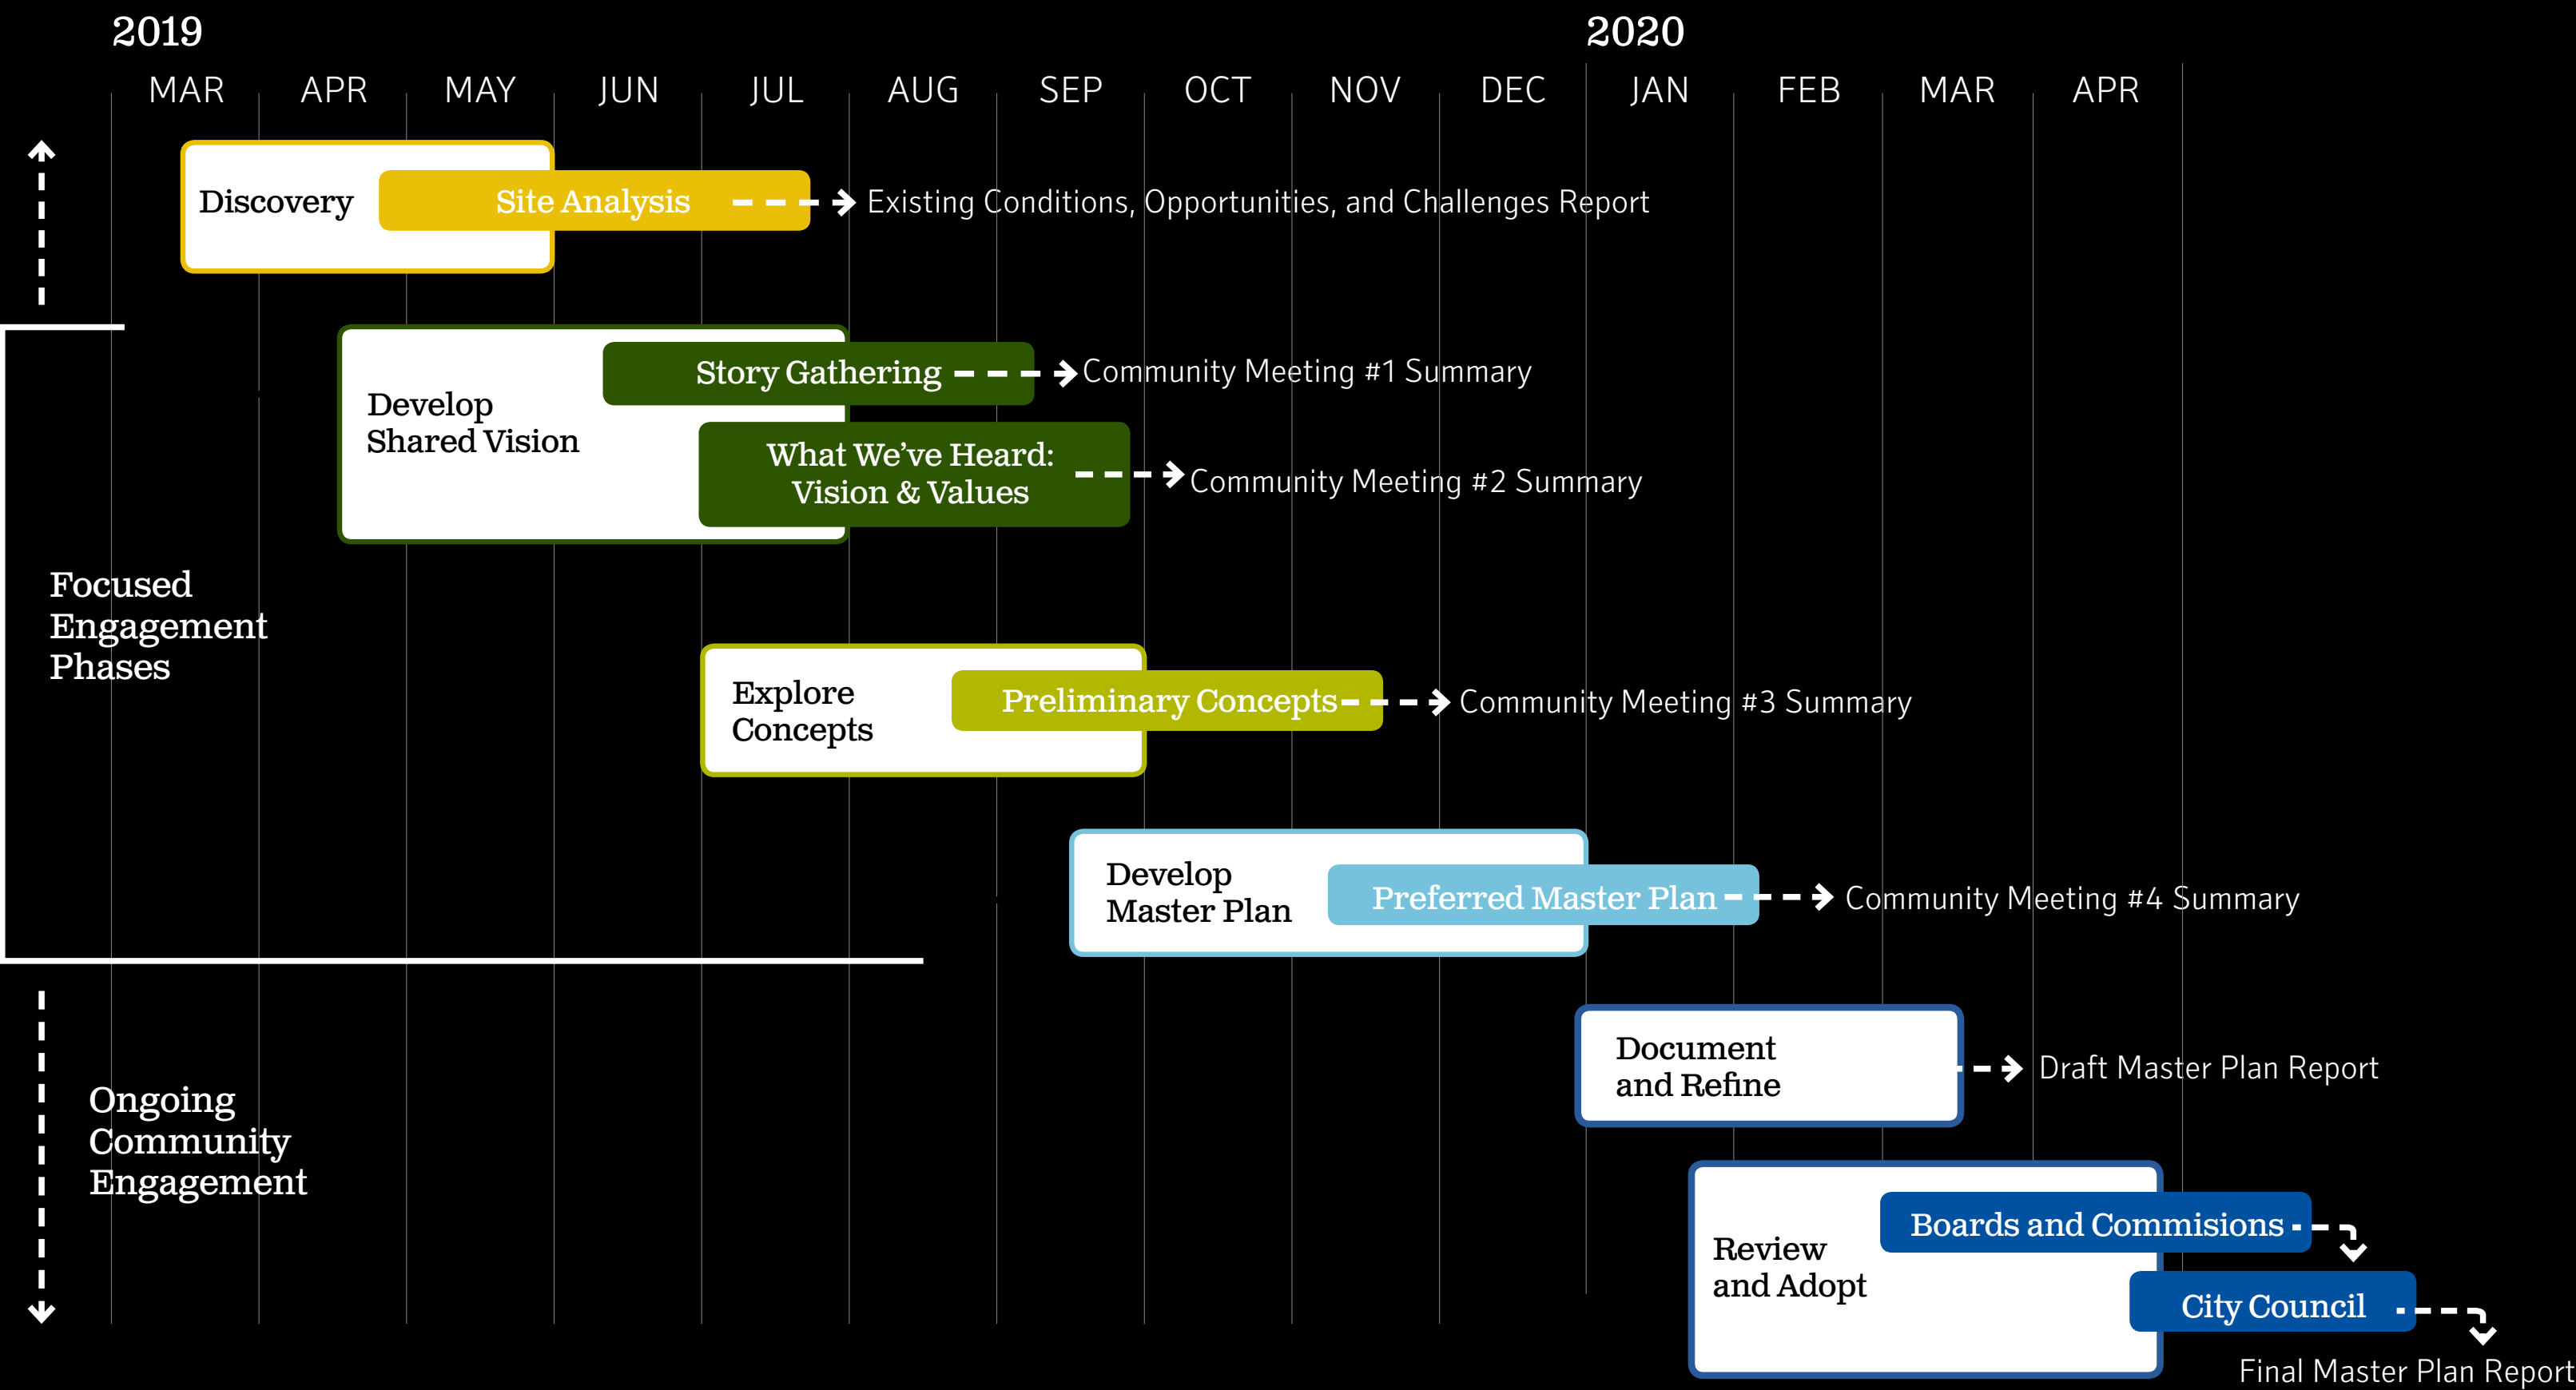 2019
2020
MAR APR MAY JUN JUL AUG SEP OCT NOV DEC JAN FEB MAR APR
Discovery
Site Analysis
Existing Conditions, Opportunities, and Challenges Report
Develop
Shared Vision
Story Gathering
Community Meeting #1 Summary
What We’ve Heard:
Vision & Values
Community Meeting #2 Summary
Focused
Engagement
Phases
Explore
Concepts
Preliminary Concepts
Community Meeting #3 Summary
Develop
Master Plan
Preferred Master Plan
Community Meeting #4 Summary
Document
and Refine
Draft Master Plan Report
Ongoing
Community
Engagement
Review
and Adopt
Boards and Commisions
City Council
Final Master Plan Report